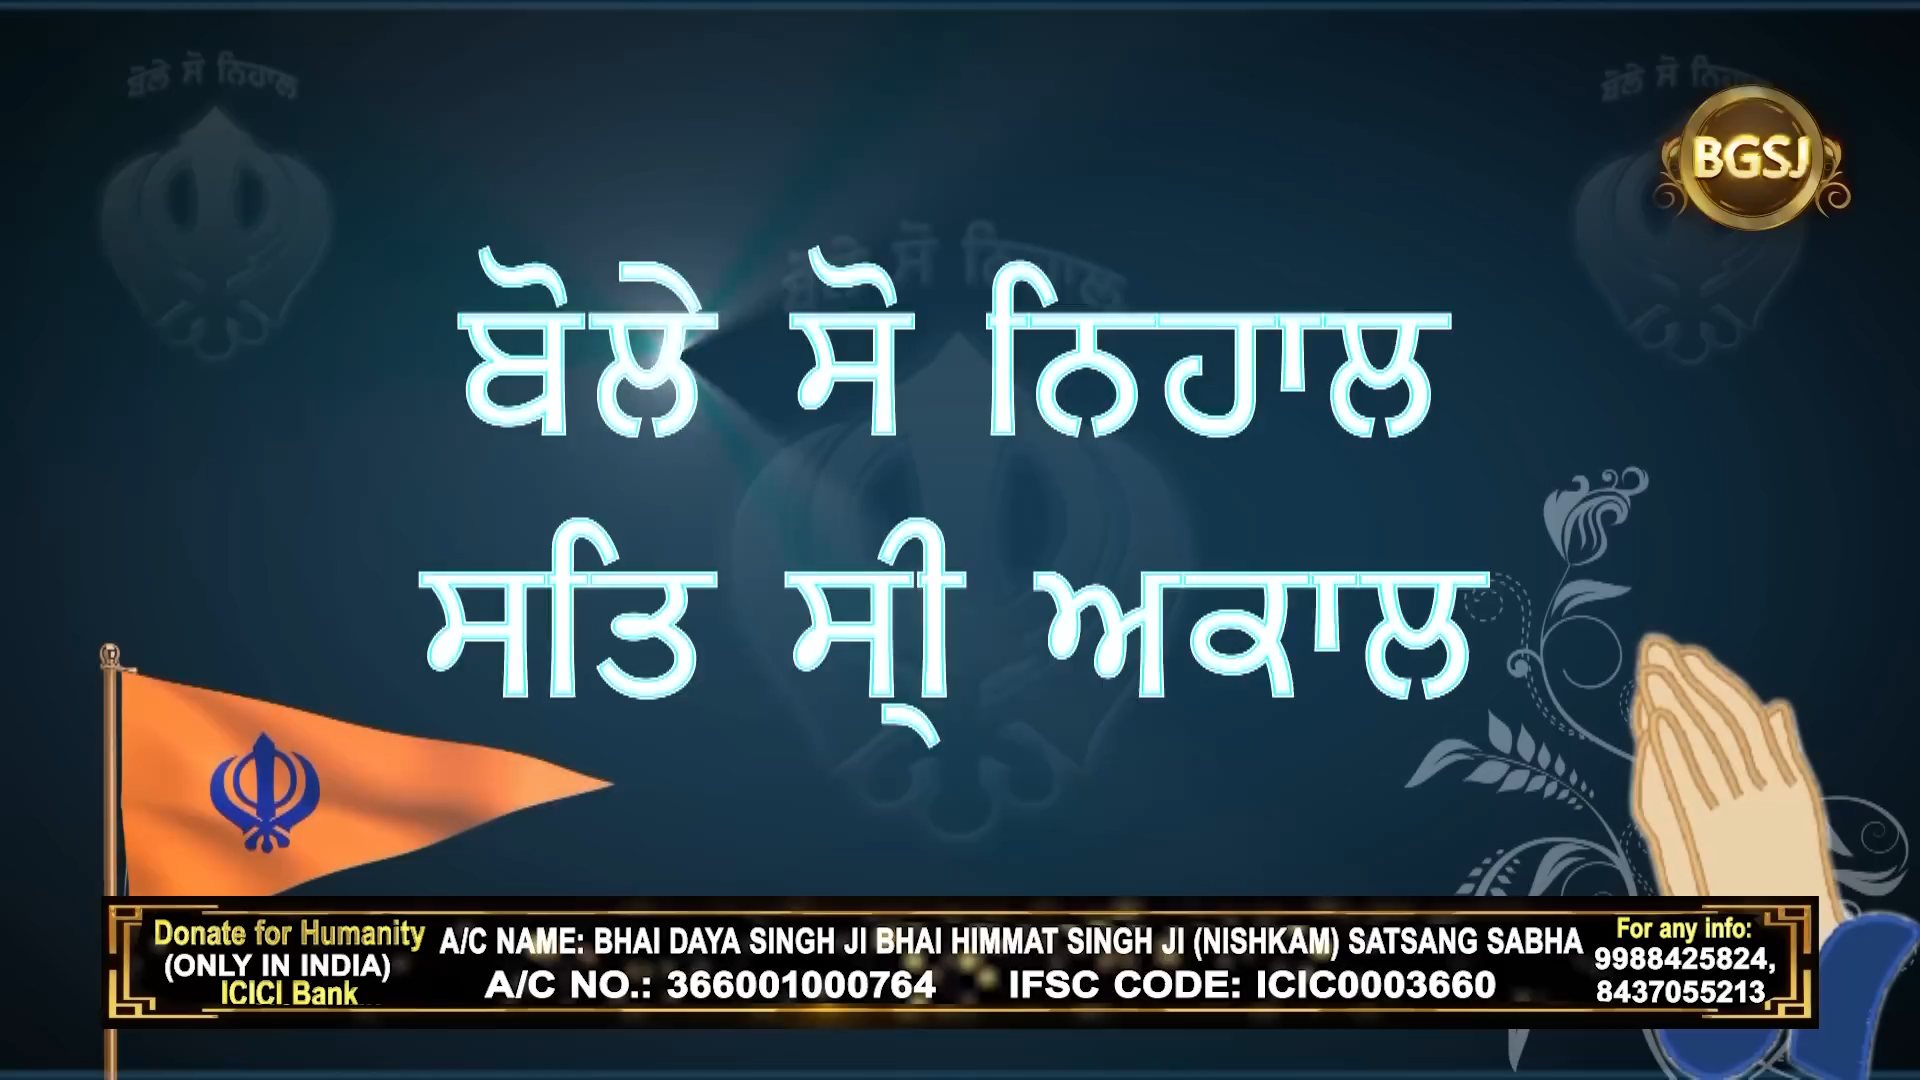 ਬੋਲੇ ਸੋ ਨਿਹਾਲ
ਬੋਲੇ ਸੋ
BGSJ
ਬੋਲੇ ਸੋ ਨਿਹਾਲ
ਬੋਲੇ ਸੋ ਨਿਹਾਲ
ਸਤਿ ਸ੍ਰੀ ਅਕਾਲ
Donate for Humanity
(ONLY IN INDIA)
ICICI Bank
A/C NAME: BHAI DAYA SINGH JI BHAI HIMMAT SINGH JI (NISHKAM) SATSANG SABHA
A/C NO.: 366001000764 IFSC CODE: ICIC0003660
For any info:
9988425824,
8437055213